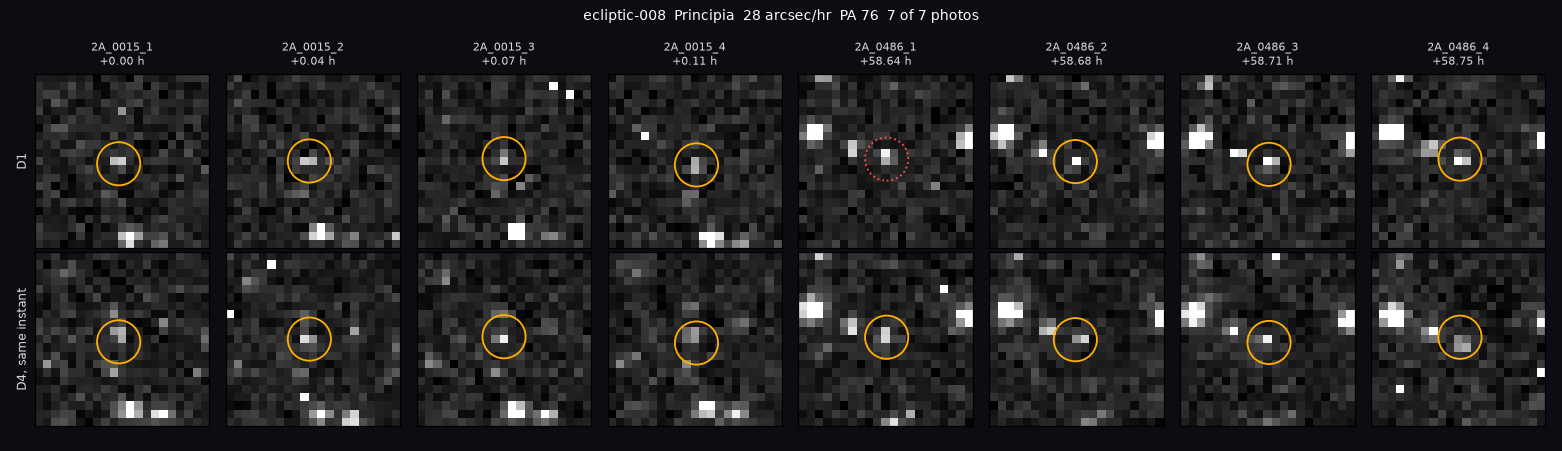 ecliptic-008  Principia  28 arcsec/hr  PA 76  7 of 7 photos
2A_0015_1
+0.00 h
2A_0015_2
+0.04 h
2A_0015_3
+0.07 h
2A_0015_4
+0.11 h
2A_0486_1
+58.64 h
2A_0486_2
+58.68 h
2A_0486_3
+58.71 h
2A_0486_4
+58.75 h
D1
D4, same instant